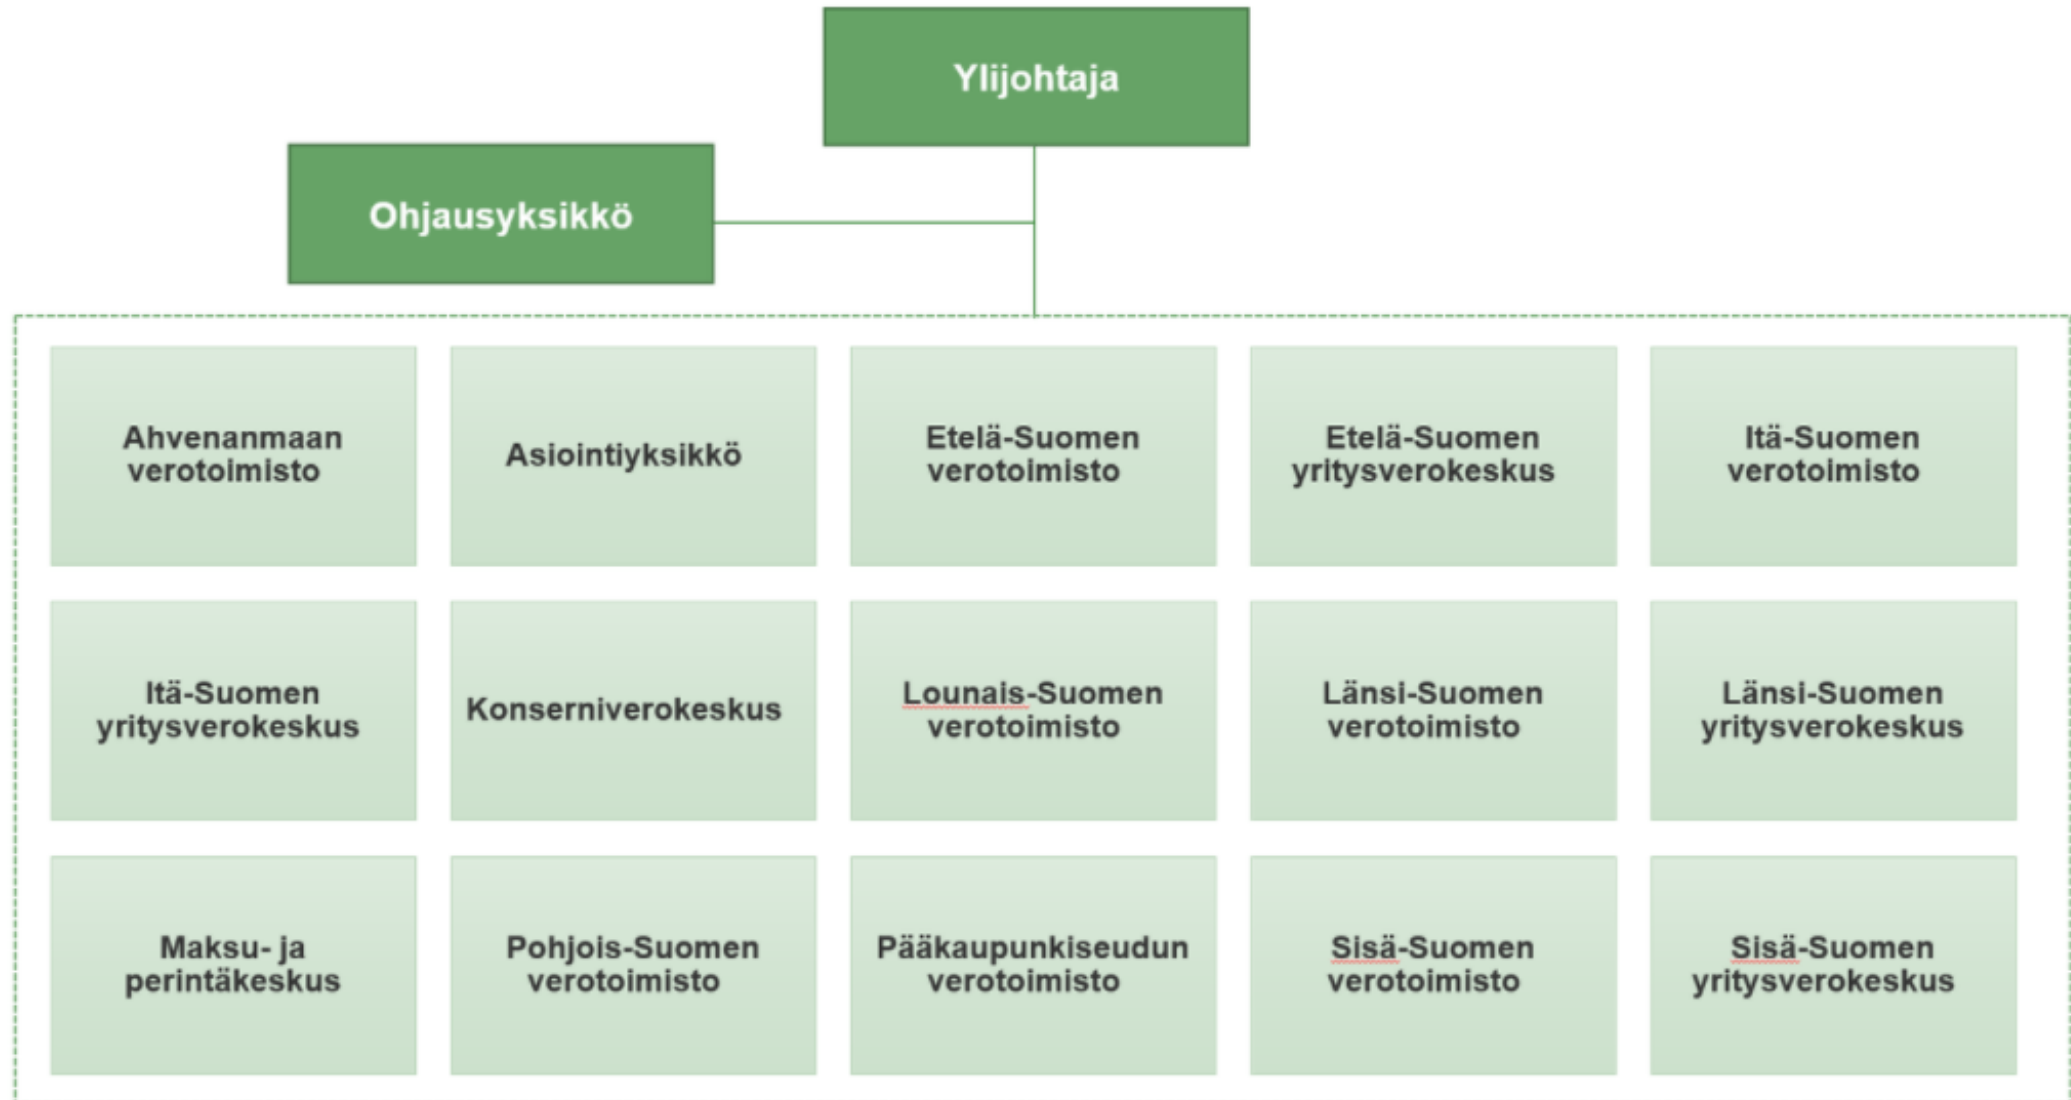 Ylijohtaja
Ohjausyksikkö
Ahvenanmaan
verotoimisto
Asiointiyksikkö
Etelä-Suomen
verotoimisto
Etelä-Suomen
yritysverokeskus
Itä-Suomen
verotoimisto
Itä-Suomen
yritysverokeskus
Konserniverokeskus
Lounais-Suomen
verotoimisto
Länsi-Suomen
verotoimisto
Länsi-Suomen
yritysverokeskus
Maksu- ja
perintäkeskus
Pohjois-Suomen
verotoimisto
Pääkaupunkiseudun
verotoimisto
Sisä-Suomen
verotoimisto
Sisä-Suomen
yritysverokeskus